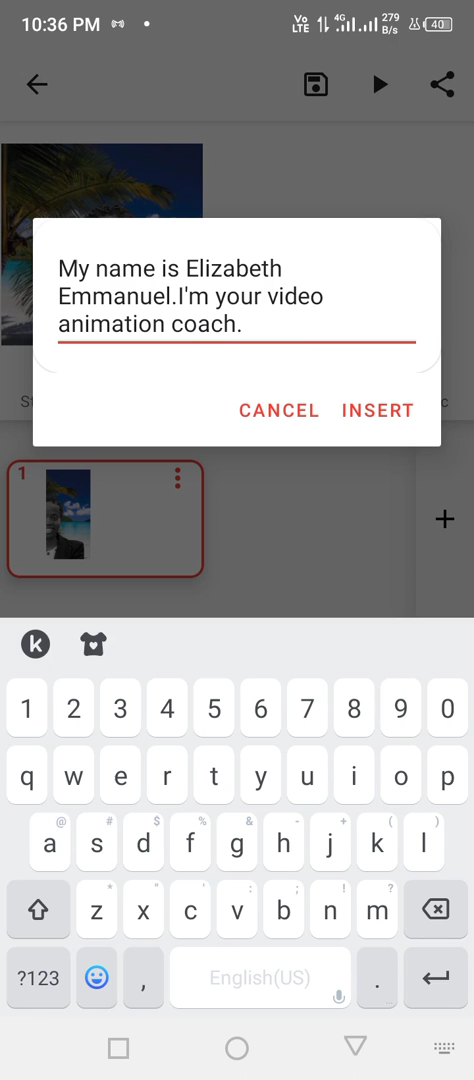 10:36 PM Vo LTE 4G 279 B/s 40
My name is Elizabeth
Emmanuel.I'm your video
animation coach.
St c
CANCEL INSERT
1
k
1 2 3 4 5 6 7 8 9 0
q w e r t y u i o p
@ # $ % & - + ( )
a s d f g h j k l
* " ' : ; ! ?
z x c v b n m
?123 , English(US) .